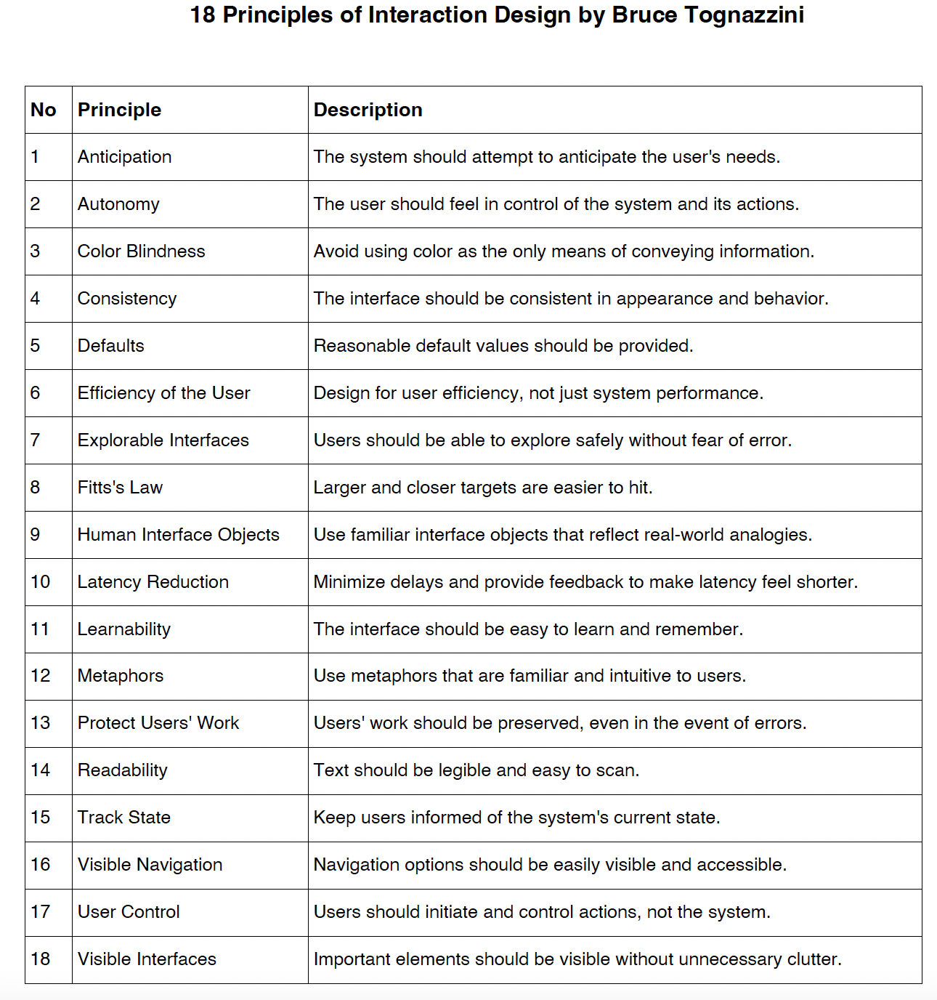 18 Principles of Interaction Design by Bruce Tognazzini
No Principle Description
1 Anticipation The system should attempt to anticipate the user's needs.
2 Autonomy The user should feel in control of the system and its actions.
3 Color Blindness Avoid using color as the only means of conveying information.
4 Consistency The interface should be consistent in appearance and behavior.
5 Defaults Reasonable default values should be provided.
6 Efficiency of the User Design for user efficiency, not just system performance.
7 Explorable Interfaces Users should be able to explore safely without fear of error.
8 Fitts's Law Larger and closer targets are easier to hit.
9 Human Interface Objects Use familiar interface objects that reflect real-world analogies.
10 Latency Reduction Minimize delays and provide feedback to make latency feel shorter.
11 Learnability The interface should be easy to learn and remember.
12 Metaphors Use metaphors that are familiar and intuitive to users.
13 Protect Users' Work Users' work should be preserved, even in the event of errors.
14 Readability Text should be legible and easy to scan.
15 Track State Keep users informed of the system's current state.
16 Visible Navigation Navigation options should be easily visible and accessible.
17 User Control Users should initiate and control actions, not the system.
18 Visible Interfaces Important elements should be visible without unnecessary clutter.